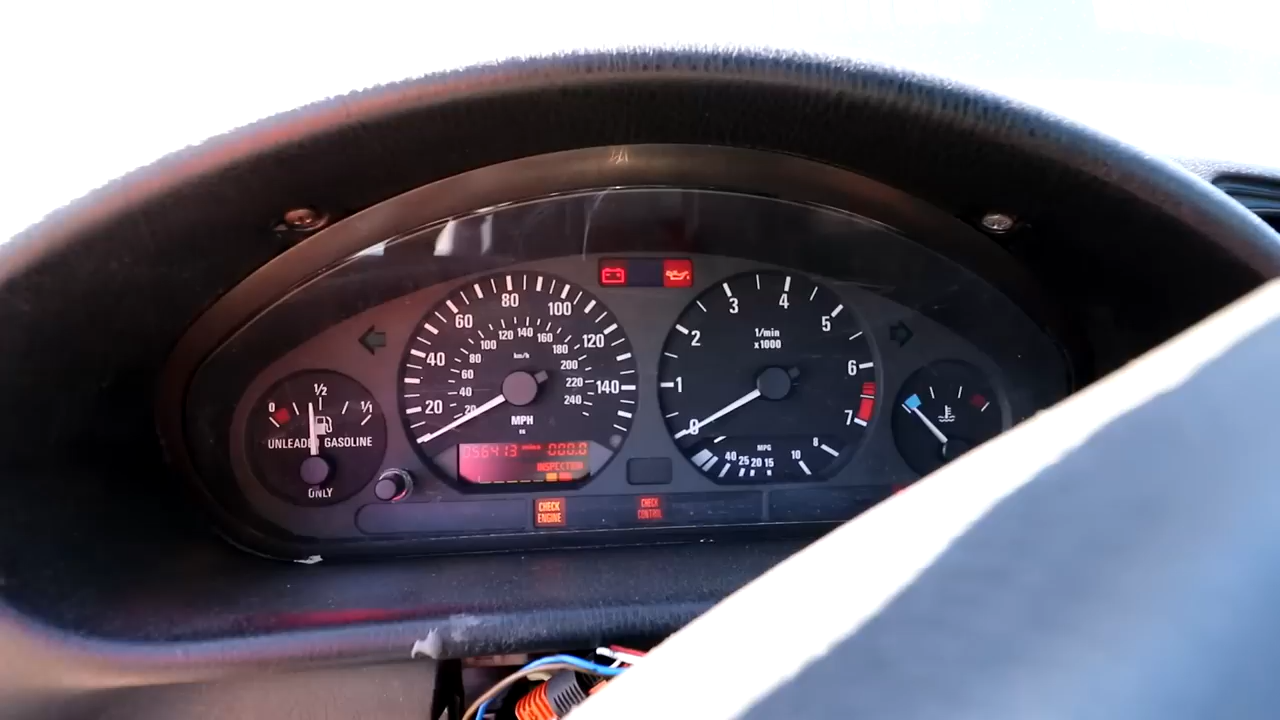 0
1/2
1/1
UNLEADED GASOLINE
ONLY
20
40
60
80
100
120
140
20
40
60
80
100
120
140
160
180
200
220
240
km/h
MPH
056413 miles 000.0
INSPECTION
0
1
2
3
4
5
6
7
1/min
x1000
MPG
40 25 20 15 10 8
CHECK
ENGINE
CHECK
CONTROL